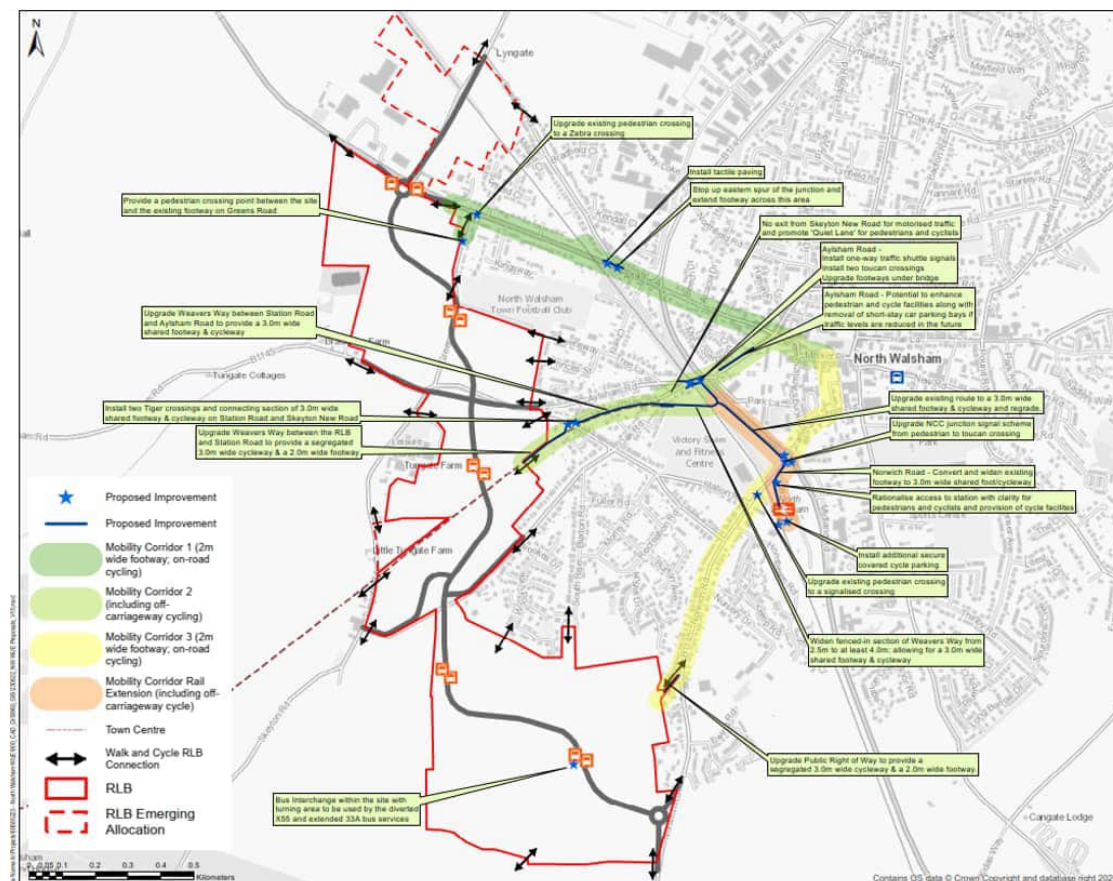 N
Lyngate
Upgrade existing pedestrian crossing
to a Zebra crossing
Install tactile paving
Stop up eastern spur of the junction and
extend footway across this area
Provide a pedestrian crossing point between the site
and the existing footway on Greens Road
No exit from Skeyton New Road for motorised traffic
and promote 'Quiet Lane' for pedestrians and cyclists
Aylsham Road -
Install one-way traffic shuttle signals
Install two toucan crossings
Upgrade footways under bridge
Aylsham Road - Potential to enhance
pedestrian and cycle facilities along with
removal of short-stay car parking bays if
traffic levels are reduced in the future
North Walsham
Town Football Club
Upgrade Weavers Way between Station Road
and Aylsham Road to provide a 3.0m wide
shared footway & cycleway
North Walsham
B1145
Tungate Cottages
Install two Tiger crossings and connecting section of 3.0m wide
shared footway & cycleway on Station Road and Skeyton New Road
Upgrade existing route to a 3.0m wide
shared footway & cycleway and regrade.
Upgrade Weavers Way between the RLB
and Station Road to provide a segregated
3.0m wide cycleway & a 2.0m wide footway.
Upgrade NCC junction signal scheme
from pedestrian to toucan crossing
Victory Swim
and Fitness
Centre
Tungate Farm
Norwich Road - Convert and widen existing
footway to 3.0m wide shared foot/cycleway
Rationalise access to station with clarity for
pedestrians and cyclists and provision of cycle facilites
Little Tungate Farm
Install additional secure
covered cycle parking.
Upgrade existing pedestrian crossing
to a signalised crossing
Widen fenced-in section of Weavers Way from
2.5m to at least 4.0m: allowing for a 3.0m wide
shared footway & cycleway
Skeyton Rd
Upgrade Public Right of Way to provide a
segregated 3.0m wide cycleway & a 2.0m wide footway.
Bus Interchange within the site with
turning area to be used by the diverted
X55 and extended 33A bus services
Cangate Lodge
Proposed Improvement
Proposed Improvement
Mobility Corridor 1 (2m
wide footway; on-road
cycling)
Mobility Corridor 2
(including off-
carriageway cycling)
Mobility Corridor 3 (2m
wide footway; on-road
cycling)
Mobility Corridor Rail
Extension (including off-
carriageway cycle)
Town Centre
Walk and Cycle RLB
Connection
RLB
RLB Emerging
Allocation
0 0.05 0.1 0.2 0.3 0.4 0.5
Kilometers
Contains OS data © Crown Copyright and database right 202